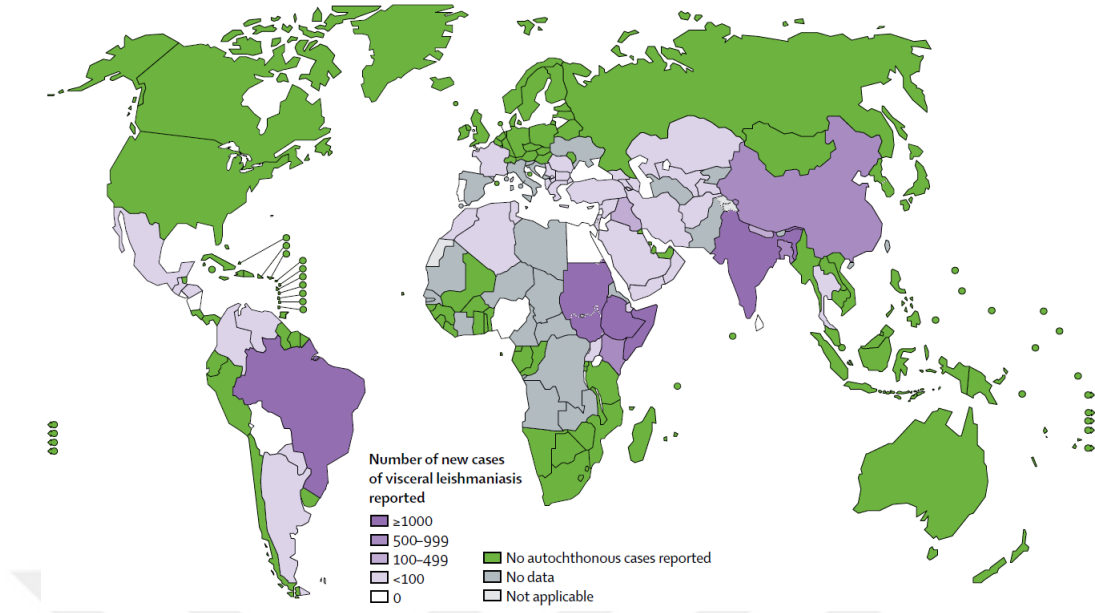 Number of new cases
of visceral leishmaniasis
reported
≥1000
500–999
100–499
<100
0
No autochthonous cases reported
No data
Not applicable